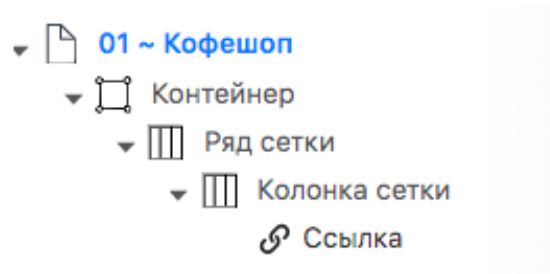 01 ~ Кофешоп
Контейнер
Ряд сетки
Колонка сетки
Ссылка